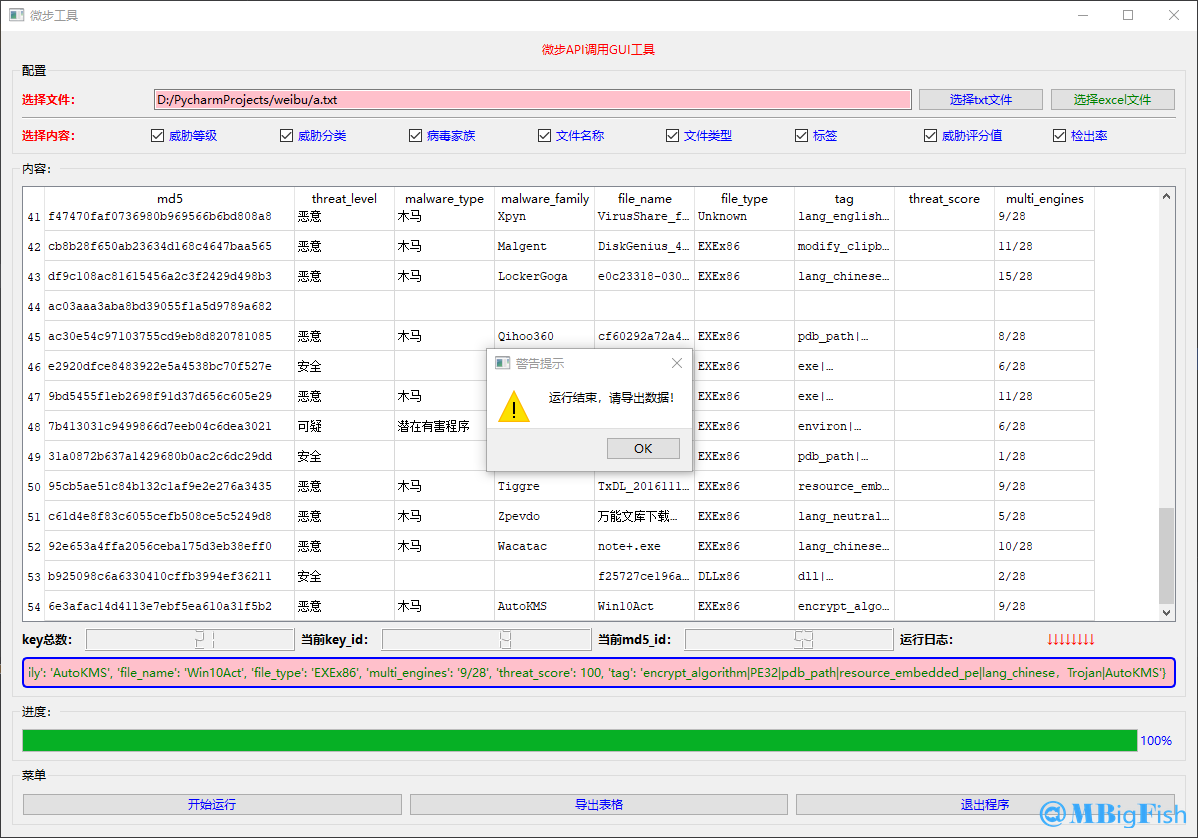 微步工具
微步API调用GUI工具
配置
选择文件： D:/PycharmProjects/weibu/a.txt 选择txt文件 选择excel文件
选择内容： 威胁等级 威胁分类 病毒家族 文件名称 文件类型 标签 威胁评分值 检出率
内容：
md5 threat_level malware_type malware_family file_name file_type tag threat_score multi_engines
41 f47470faf0736980b969566b6bd808a8 恶意 木马 Xpyn VirusShare_f… Unknown lang_english… 9/28
42 cb8b28f650ab23634d168c4647baa565 恶意 木马 Malgent DiskGenius_4… EXEx86 modify_clipb… 11/28
43 df9c108ac81615456a2c3f2429d498b3 恶意 木马 LockerGoga e0c23318-030… EXEx86 lang_chinese… 15/28
44 ac03aaa3aba8bd39055f1a5d9789a682
45 ac30e54c97103755cd9eb8d820781085 恶意 木马 Qihoo360 cf60292a72a4… EXEx86 pdb_path|… 8/28
46 e2920dfce8483922e5a4538bc70f527e 安全 EXEx86 exe|… 6/28
47 9bd5455f1eb2698f91d37d656c605e29 恶意 木马 EXEx86 exe|… 11/28
48 7b413031c9499866d7eeb04c6dea3021 可疑 潜在有害程序 EXEx86 environ|… 6/28
49 31a0872b637a1429680b0ac2c6dc29dd 安全 EXEx86 pdb_path|… 1/28
50 95cb5ae51c84b132c1af9e2e276a3435 恶意 木马 Tiggre TxDL_2016111… EXEx86 resource_emb… 9/28
51 c61d4e8f83c6055cefb508ce5c5249d8 恶意 木马 Zpevdo 万能文库下载… EXEx86 lang_neutral… 5/28
52 92e653a4ffa2056ceba175d3eb38eff0 恶意 木马 Wacatac note+.exe EXEx86 lang_chinese… 10/28
53 b925098c6a6330410cffb3994ef36211 安全 f25727ce196a… DLLx86 dll|… 2/28
54 6e3afac14d4113e7ebf5ea610a31f5b2 恶意 木马 AutoKMS Win10Act EXEx86 encrypt_algo… 9/28
警告提示
运行结束，请导出数据！
OK
key总数： 21 当前key_id： 当前md5_id： 53 运行日志： ↓↓↓↓↓↓↓↓
ily': 'AutoKMS', 'file_name': 'Win10Act', 'file_type': 'EXEx86', 'multi_engines': '9/28', 'threat_score': 100, 'tag': 'encrypt_algorithm|PE32|pdb_path|resource_embedded_pe|lang_chinese，Trojan|AutoKMS'}
进度：
100%
菜单
开始运行 导出表格 退出程序
@MBigFish